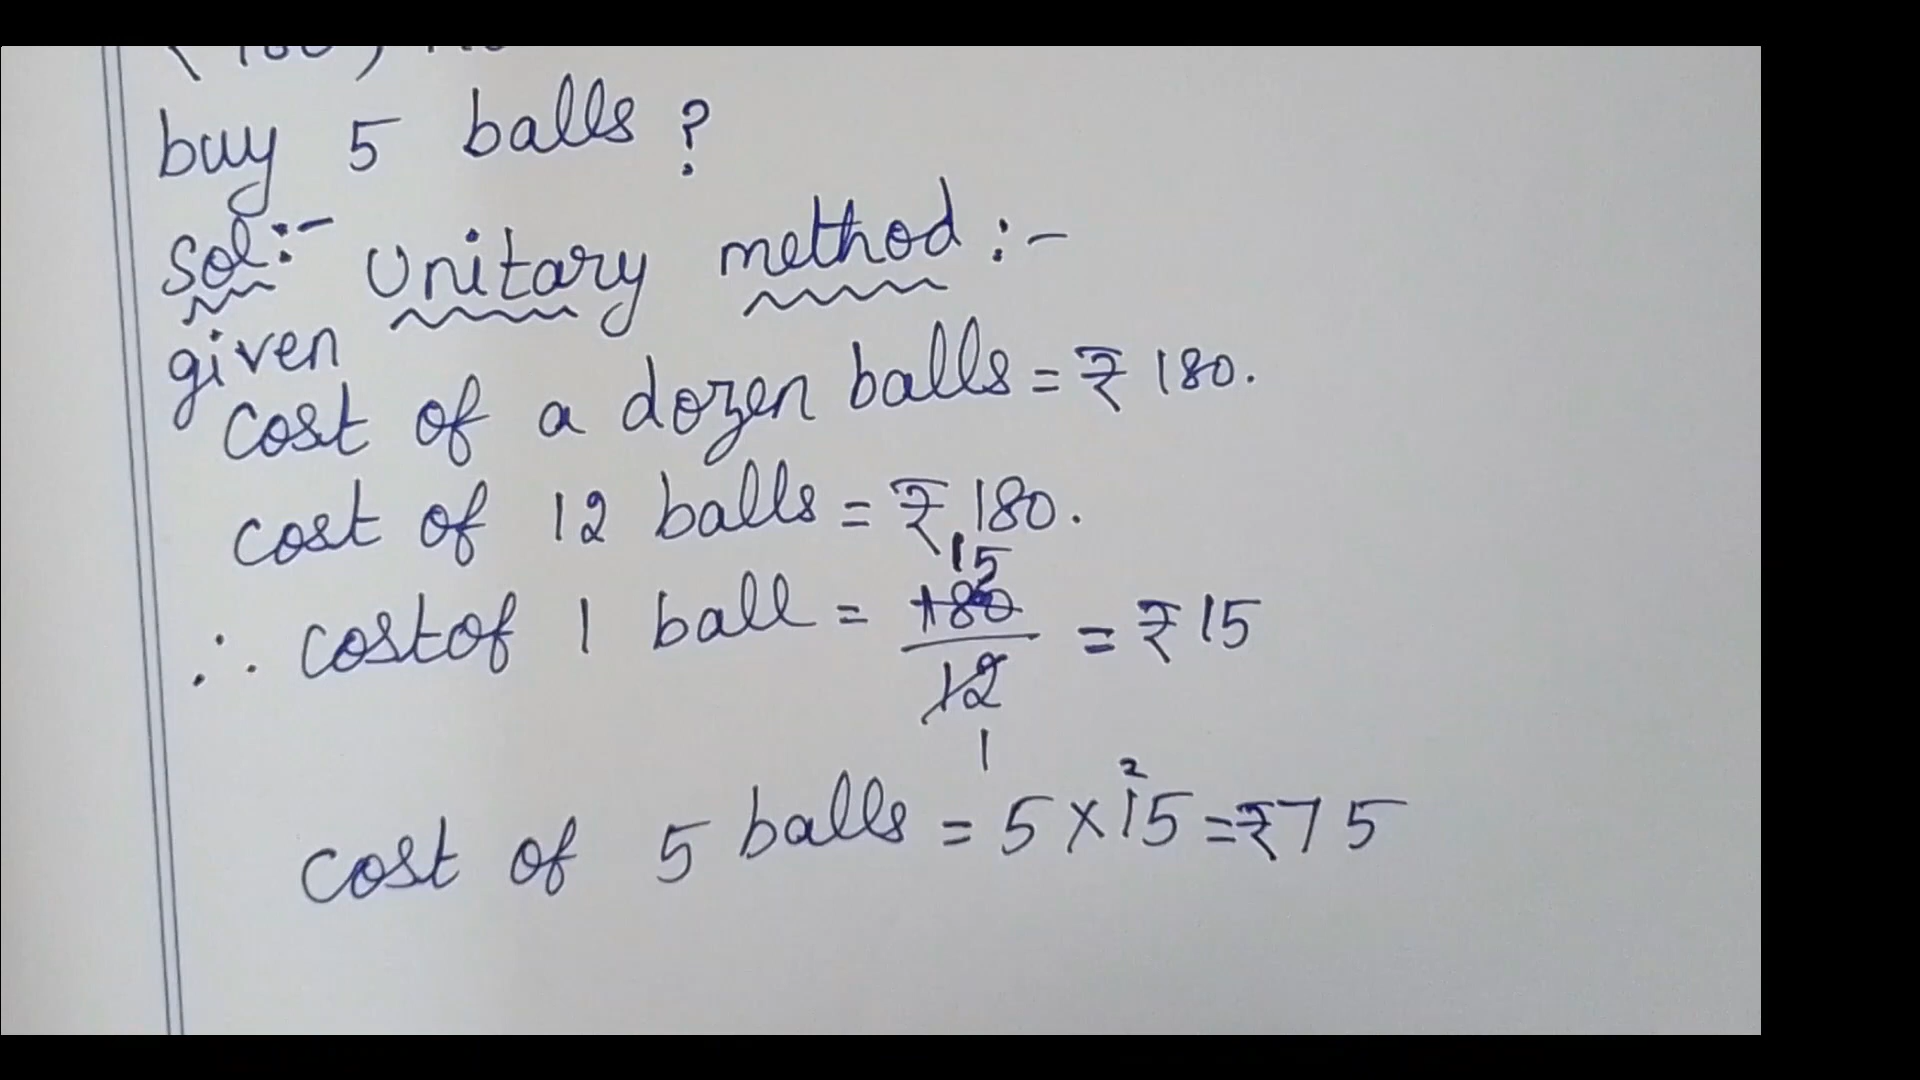 ₹ 180,
buy 5 balls ?
Sol:- Unitary method :-
given
cost of a dozen balls = ₹ 180.
cost of 12 balls = ₹ 180.
15
∴ cost of 1 ball = 180/12 = ₹ 15
1
2
cost of 5 balls = 5 × 15 = ₹ 75